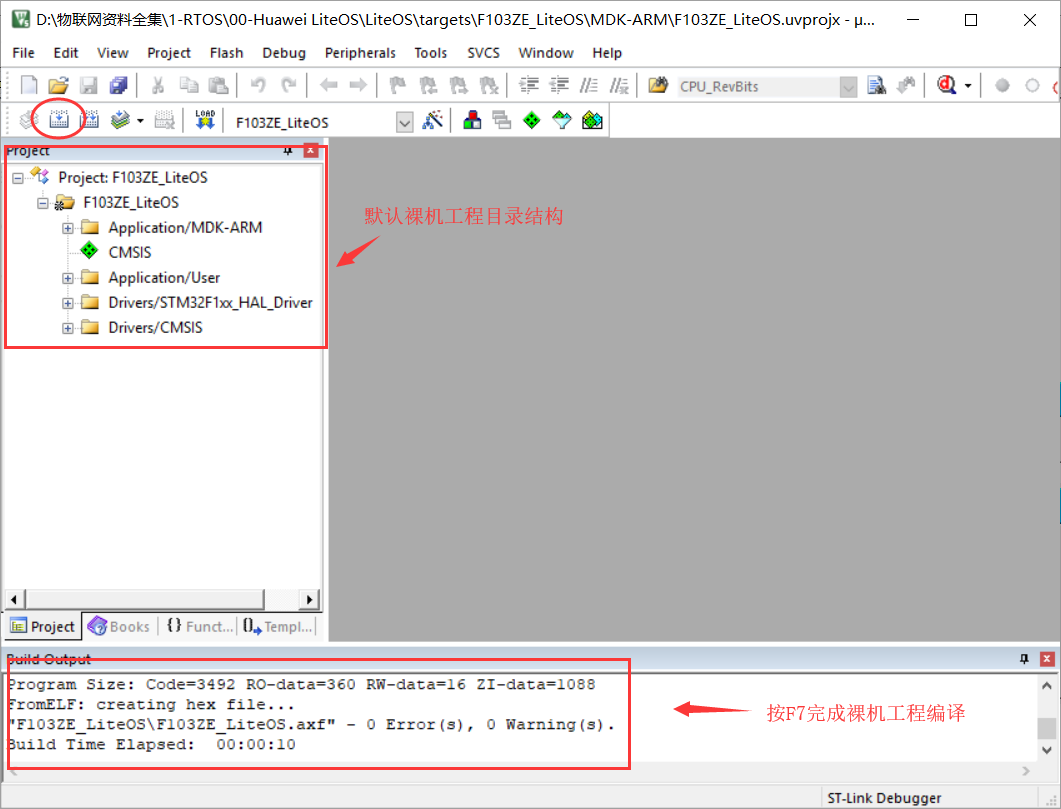 D:\物联网资料全集\1-RTOS\00-Huawei LiteOS\LiteOS\targets\F103ZE_LiteOS\MDK-ARM\F103ZE_LiteOS.uvprojx - µ...
File Edit View Project Flash Debug Peripherals Tools SVCS Window Help
CPU_RevBits
LOAD F103ZE_LiteOS
Project
Project: F103ZE_LiteOS
F103ZE_LiteOS
Application/MDK-ARM
CMSIS
Application/User
Drivers/STM32F1xx_HAL_Driver
Drivers/CMSIS
默认裸机工程目录结构
Project Books {} Funct... 0 Templ...
Build Output
Program Size: Code=3492 RO-data=360 RW-data=16 ZI-data=1088
FromELF: creating hex file...
"F103ZE_LiteOS\F103ZE_LiteOS.axf" - 0 Error(s), 0 Warning(s).
Build Time Elapsed:  00:00:10
按F7完成裸机工程编译
ST-Link Debugger